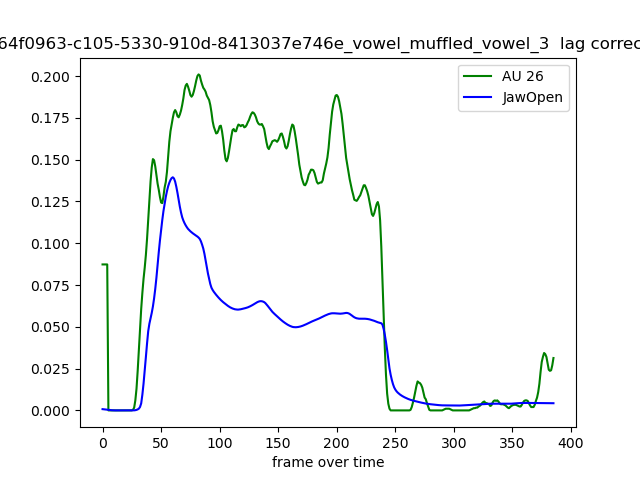 64f0963-c105-5330-910d-8413037e746e_vowel_muffled_vowel_3 lag correc
AU 26
JawOpen
0.200
0.175
0.150
0.125
0.100
0.075
0.050
0.025
0.000
0 50 100 150 200 250 300 350 400
frame over time